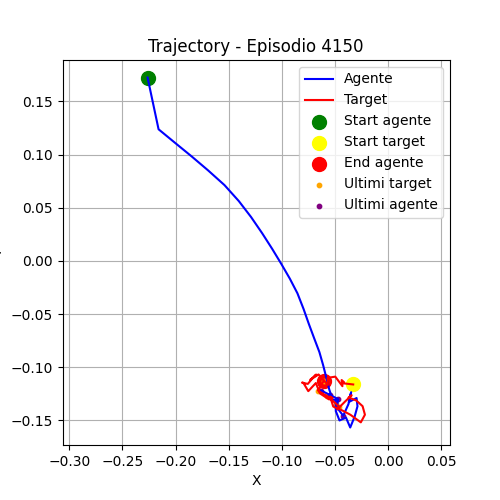 Trajectory - Episodio 4150
Agente
Target
Start agente
Start target
End agente
Ultimi target
Ultimi agente
0.15
0.10
0.05
0.00
−0.05
−0.10
−0.15
−0.30 −0.25 −0.20 −0.15 −0.10 −0.05 0.00 0.05
X